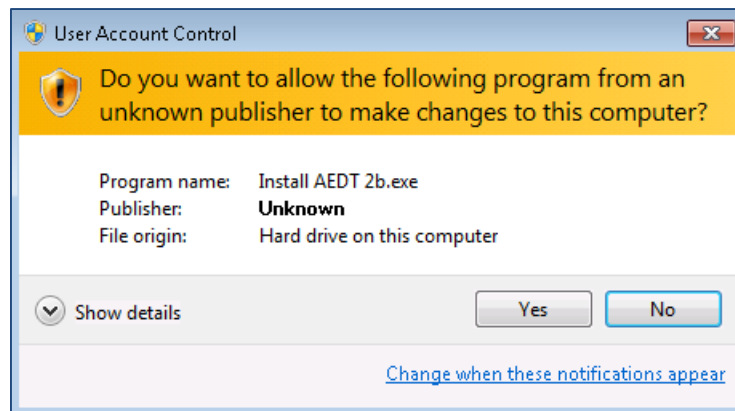 User Account Control
Do you want to allow the following program from an
unknown publisher to make changes to this computer?
Program name: Install AEDT 2b.exe
Publisher: Unknown
File origin: Hard drive on this computer
Show details Yes No
Change when these notifications appear